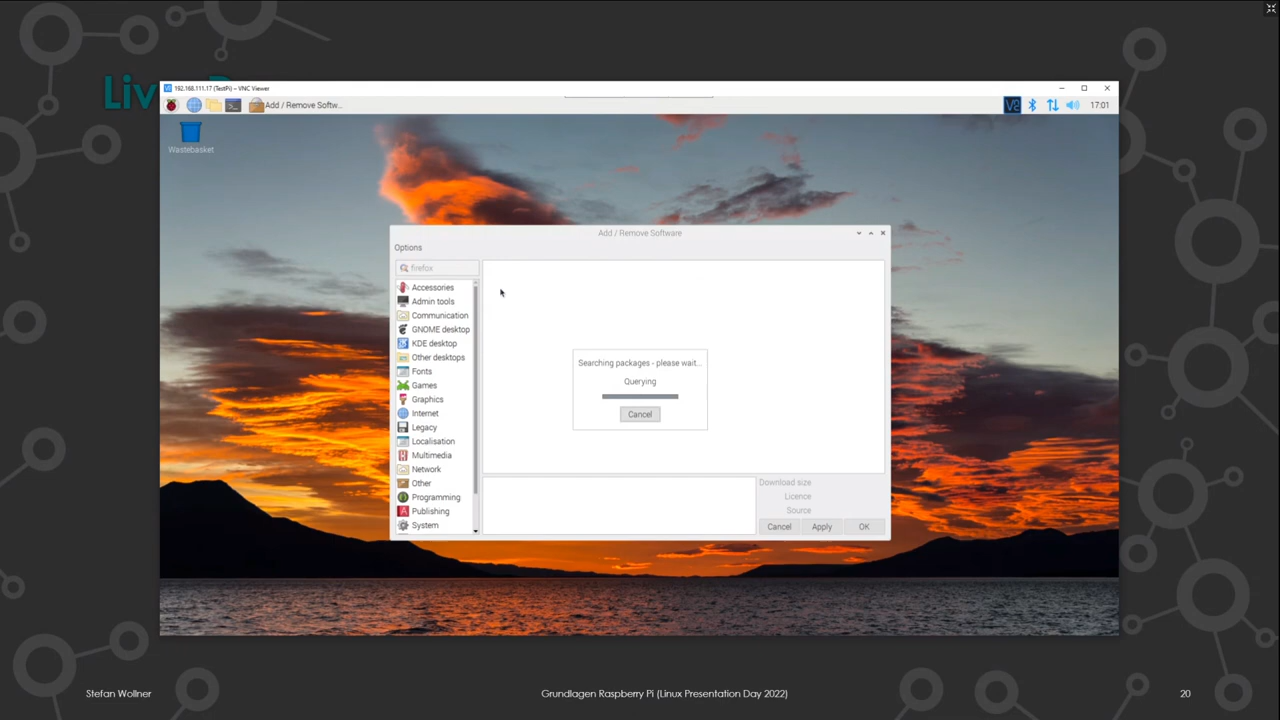 Liv
192.168.111.17 (TestPi) - VNC Viewer
Add / Remove Softw...
17:01
Wastebasket
Add / Remove Software
Options
firefox
Accessories
Admin tools
Communication
GNOME desktop
KDE desktop
Other desktops
Fonts
Games
Graphics
Internet
Legacy
Localisation
Multimedia
Network
Other
Programming
Publishing
System
Searching packages - please wait...
Querying
Cancel
Download size
Licence
Source
Cancel Apply OK
Stefan Wollner
Grundlagen Raspberry Pi (Linux Presentation Day 2022)
20